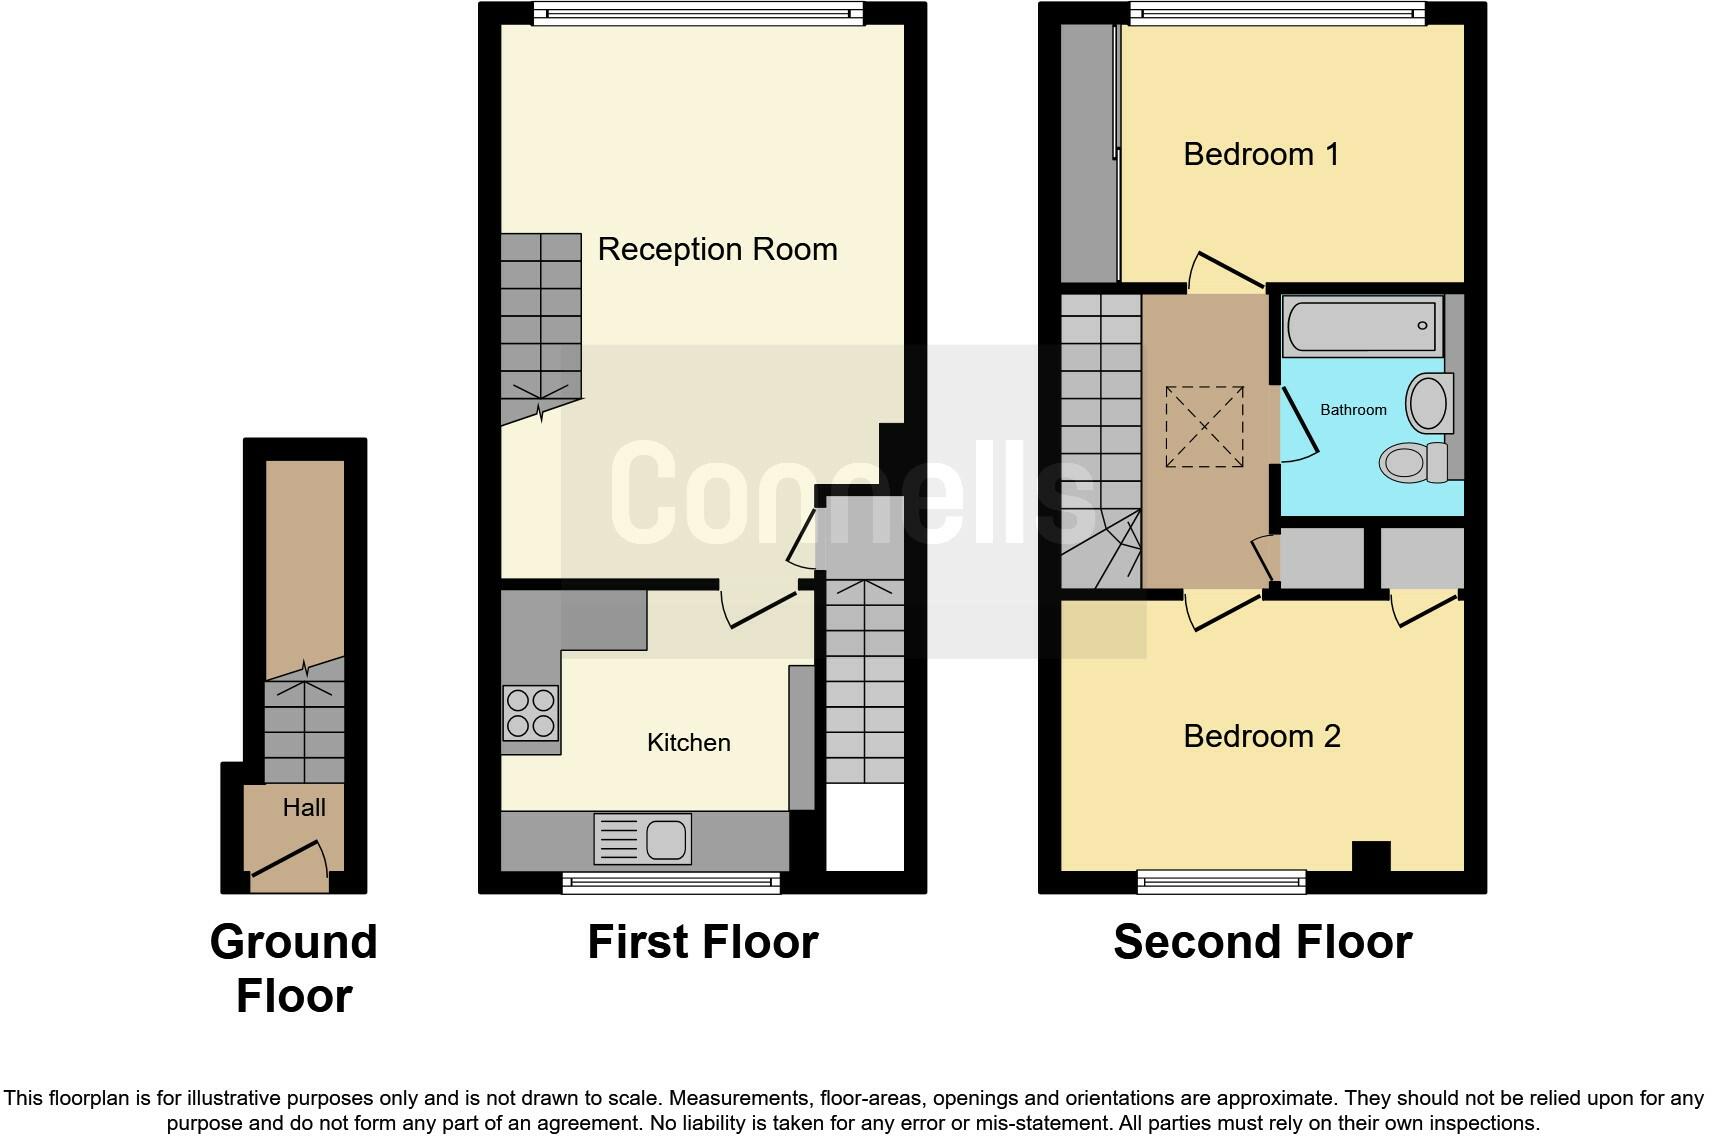 Bedroom 1
Reception Room
Bathroom
Connells
Kitchen
Bedroom 2
Hall
Ground
Floor
First Floor
Second Floor
This floorplan is for illustrative purposes only and is not drawn to scale. Measurements, floor-areas, openings and orientations are approximate. They should not be relied upon for any
purpose and do not form any part of an agreement. No liability is taken for any error or mis-statement. All parties must rely on their own inspections.